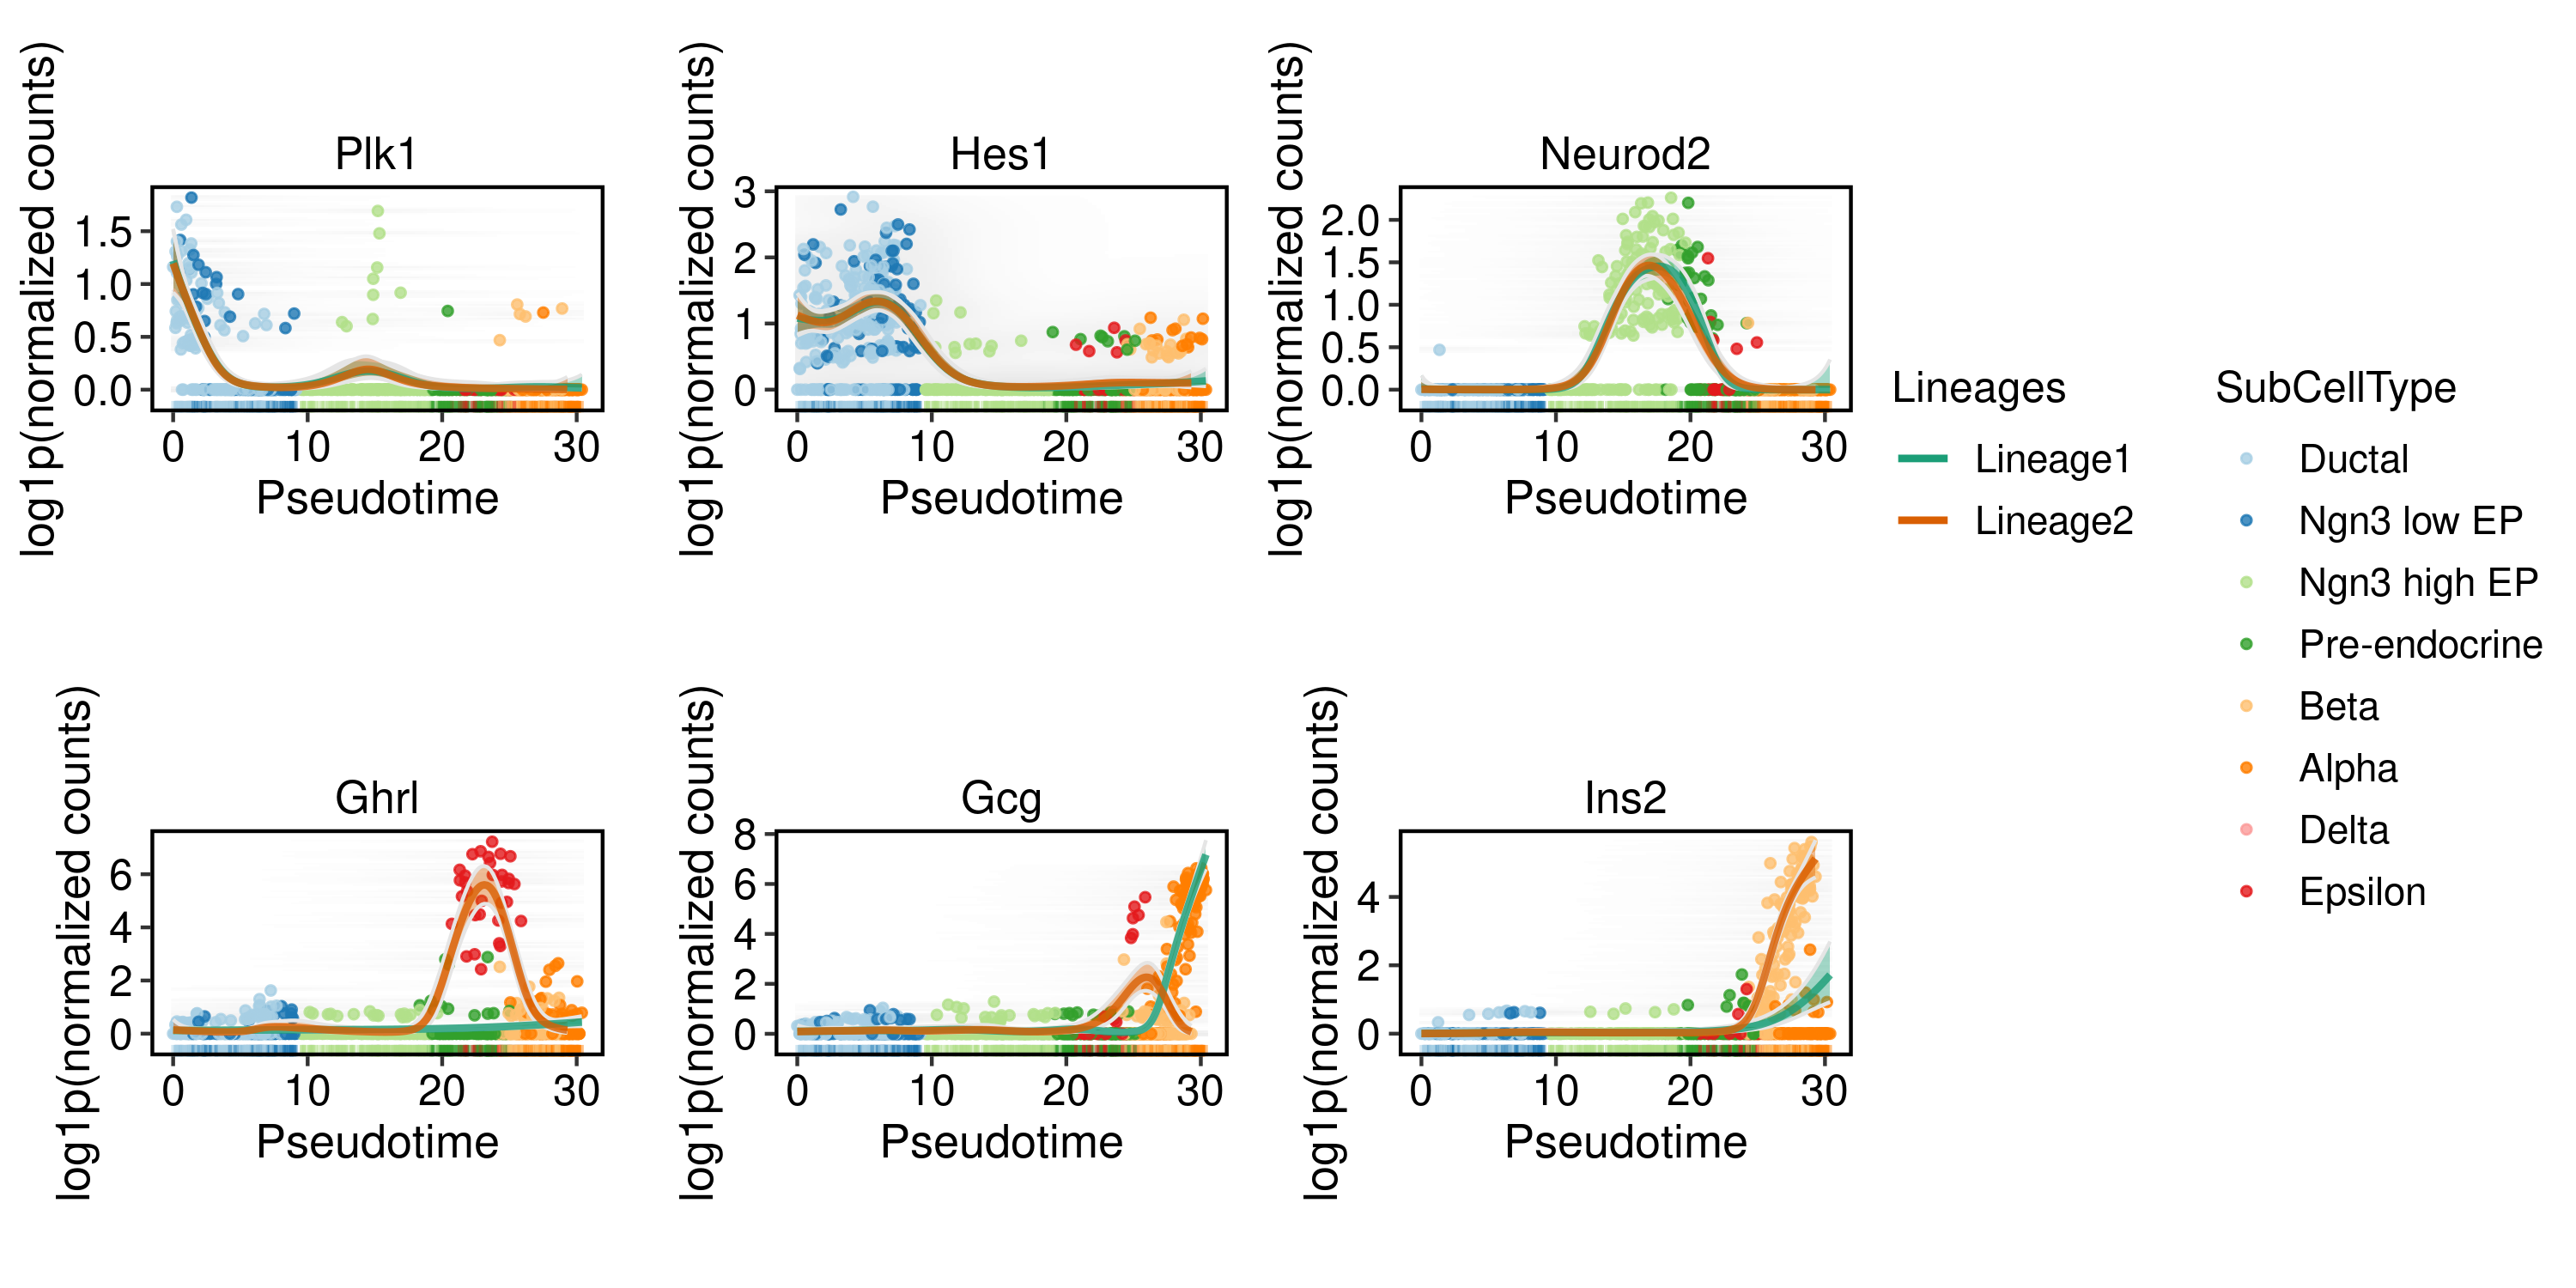 Plk1
log1p(normalized counts)
1.5
1.0
0.5
0.0
0 10 20 30
Pseudotime
Hes1
log1p(normalized counts)
3
2
1
0
0 10 20 30
Pseudotime
Neurod2
log1p(normalized counts)
2.0
1.5
1.0
0.5
0.0
0 10 20 30
Pseudotime
Ghrl
log1p(normalized counts)
6
4
2
0
0 10 20 30
Pseudotime
Gcg
log1p(normalized counts)
8
6
4
2
0
0 10 20 30
Pseudotime
Ins2
log1p(normalized counts)
4
2
0
0 10 20 30
Pseudotime
Lineages
Lineage1
Lineage2
SubCellType
Ductal
Ngn3 low EP
Ngn3 high EP
Pre-endocrine
Beta
Alpha
Delta
Epsilon